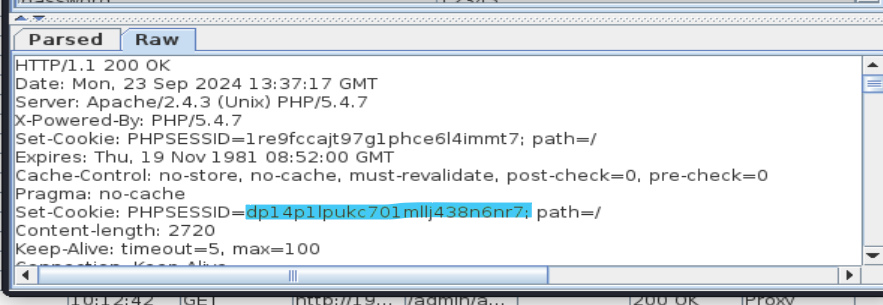 Parsed Raw
HTTP/1.1 200 OK
Date: Mon, 23 Sep 2024 13:37:17 GMT
Server: Apache/2.4.3 (Unix) PHP/5.4.7
X-Powered-By: PHP/5.4.7
Set-Cookie: PHPSESSID=1re9fccajt97g1phce6l4immt7; path=/
Expires: Thu, 19 Nov 1981 08:52:00 GMT
Cache-Control: no-store, no-cache, must-revalidate, post-check=0, pre-check=0
Pragma: no-cache
Set-Cookie: PHPSESSID=dp14p1lpukc701mllj438n6nr7; path=/
Content-length: 2720
Keep-Alive: timeout=5, max=100
Connection: Keep-Alive
10:12:42 GET http://19... /admin/a... 200 OK Proxy